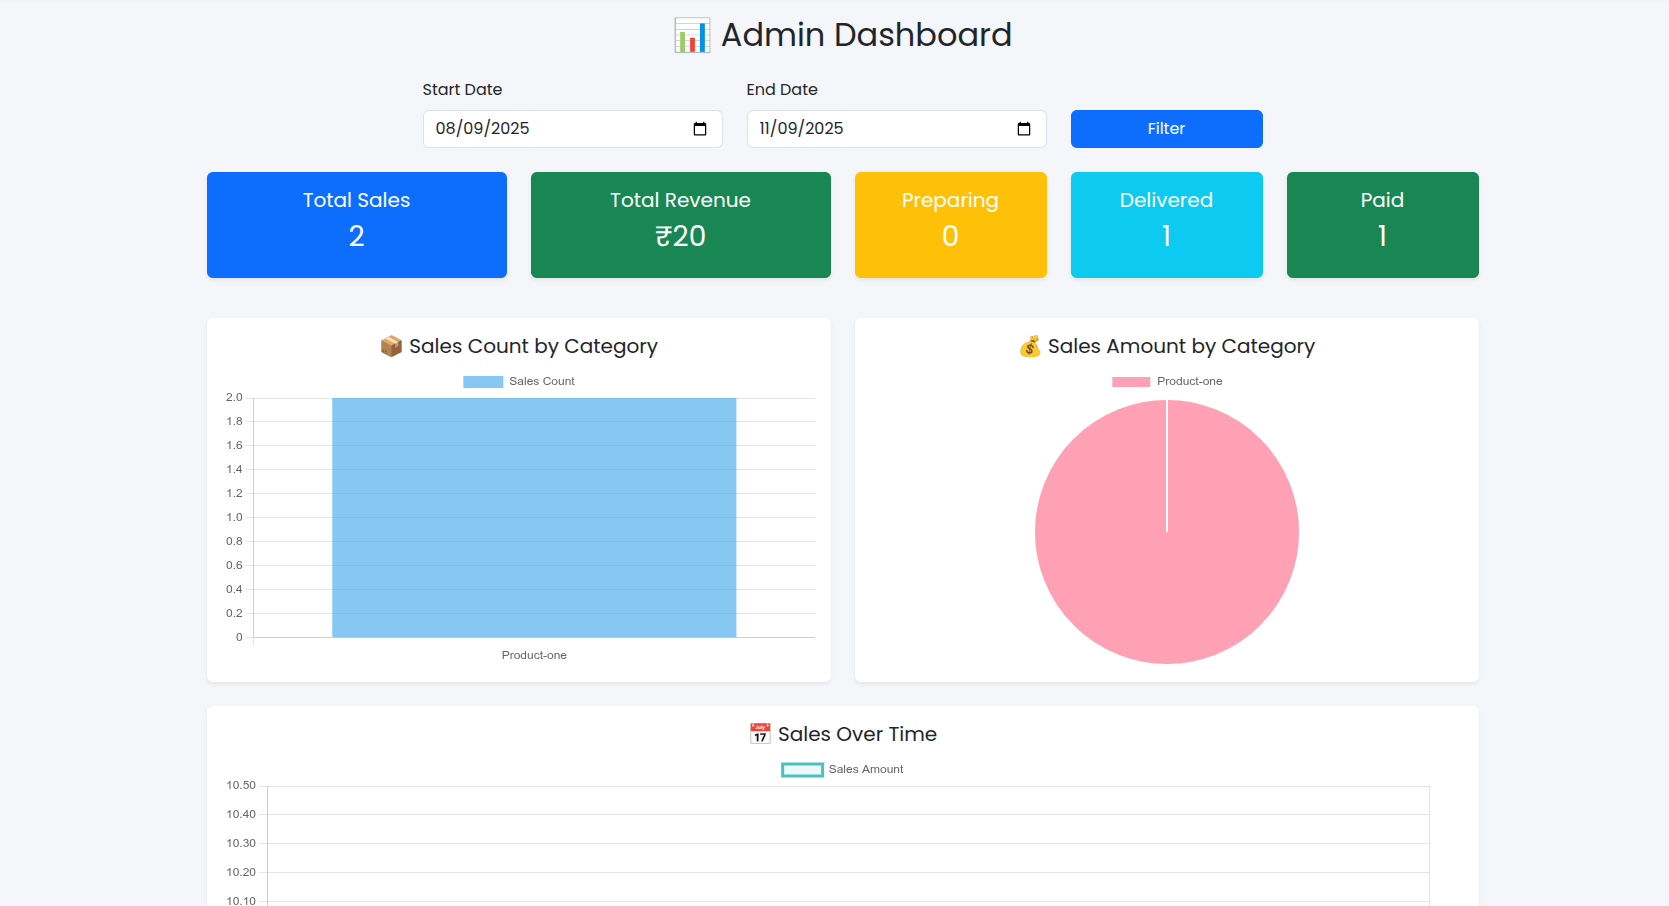 Admin Dashboard
Start Date
End Date
08/09/2025
11/09/2025
Filter
Total Sales
2
Total Revenue
₹20
Preparing
0
Delivered
1
Paid
1
Sales Count by Category
Sales Count
2.0
1.8
1.6
1.4
1.2
1.0
0.8
0.6
0.4
0.2
0
Product-one
Sales Amount by Category
Product-one
July
17
Sales Over Time
Sales Amount
10.50
10.40
10.30
10.20
10.10